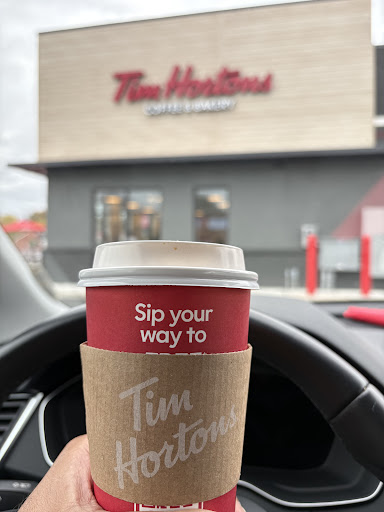 Tim Hortons
COFFEE & BAKERY
Sip your
way to
Tim
Hortons